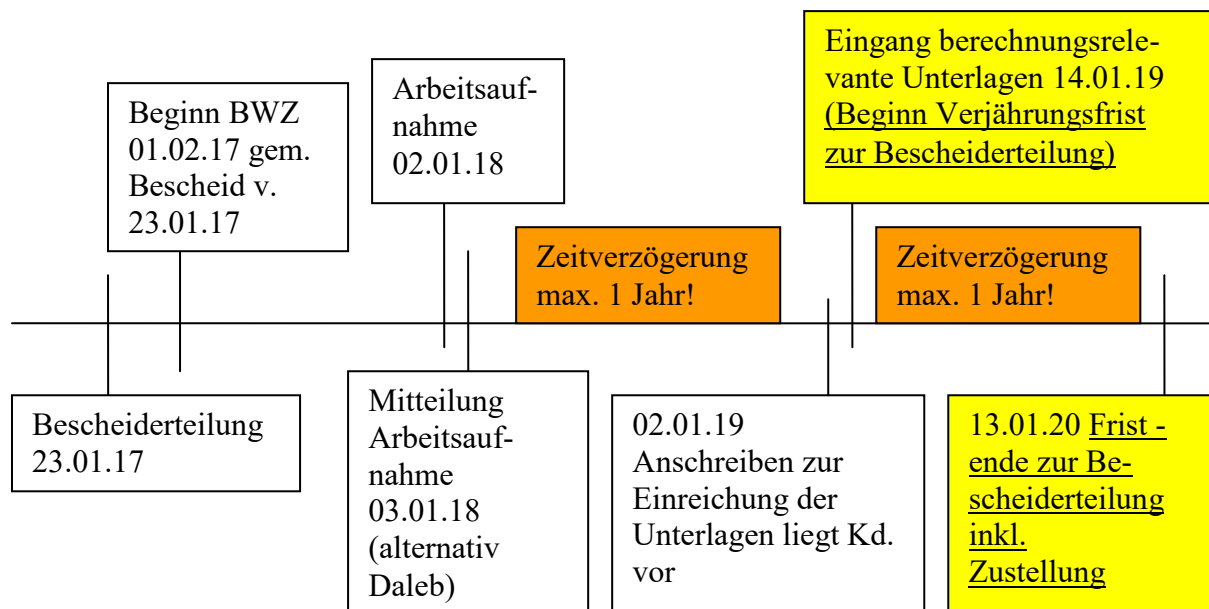 Eingang berechnungsrele-
vante Unterlagen 14.01.19
(Beginn Verjährungsfrist
zur Bescheiderteilung)
Arbeitsauf-
nahme
02.01.18
Beginn BWZ
01.02.17 gem.
Bescheid v.
23.01.17
Zeitverzögerung
max. 1 Jahr!
Zeitverzögerung
max. 1 Jahr!
Bescheiderteilung
23.01.17
Mitteilung
Arbeitsauf-
nahme
03.01.18
(alternativ
Daleb)
02.01.19
Anschreiben zur
Einreichung der
Unterlagen liegt Kd.
vor
13.01.20 Frist -
ende zur Be-
scheiderteilung
inkl.
Zustellung